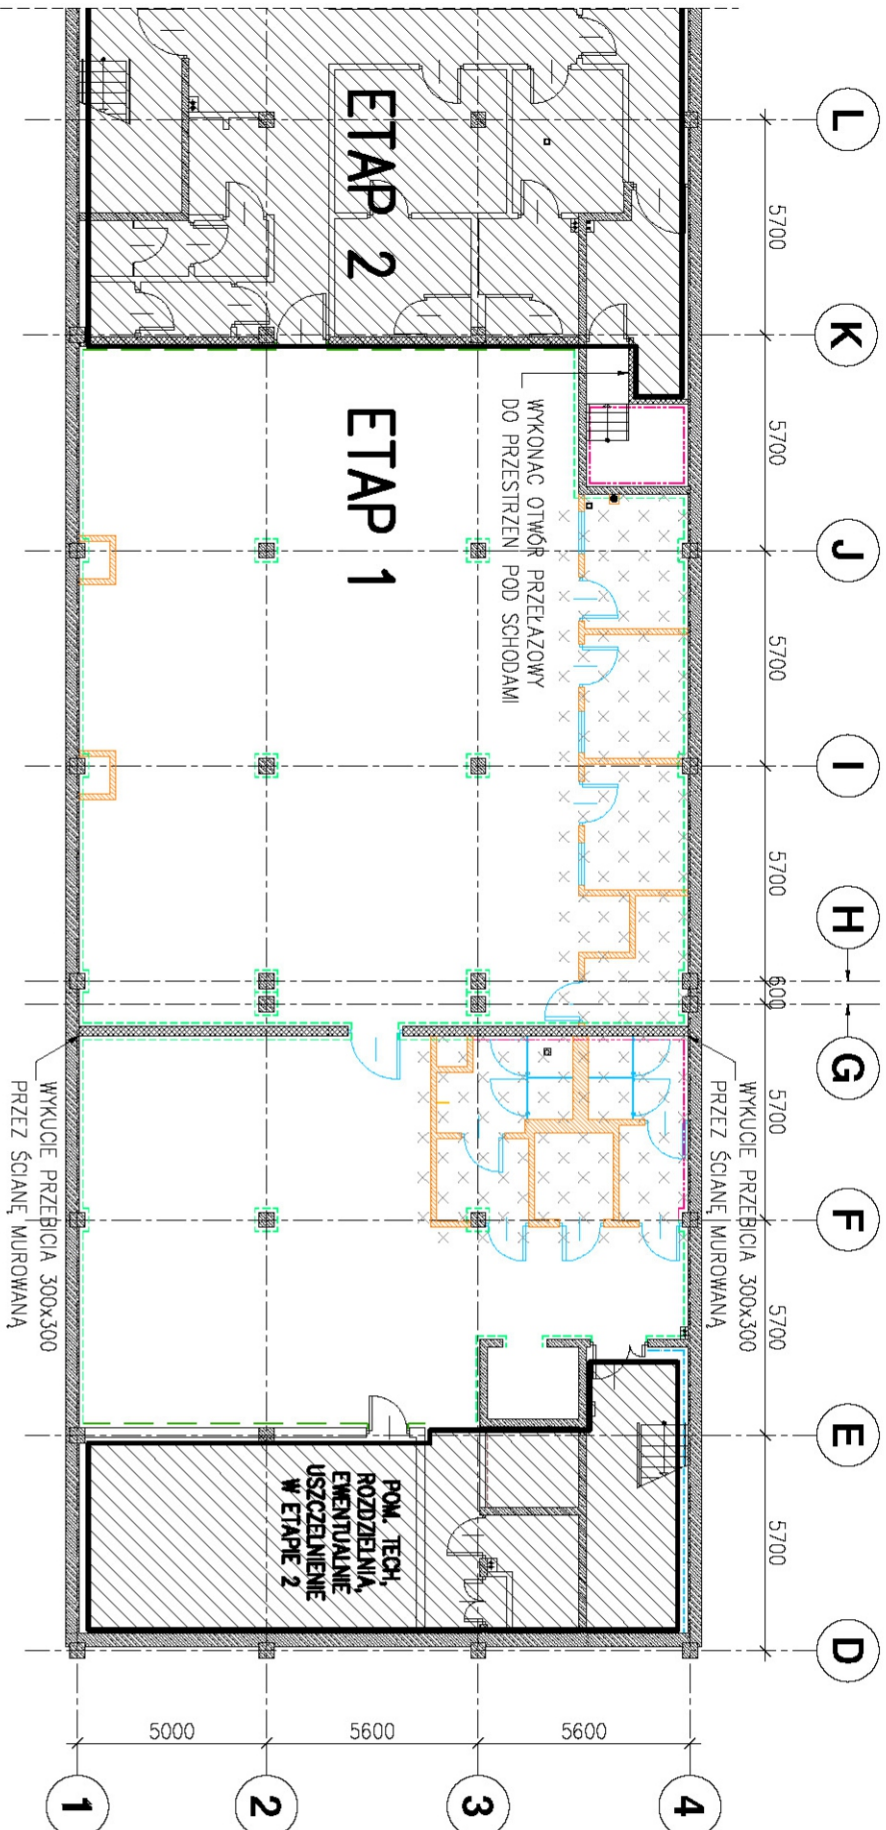 L
K
J
I
H
G
F
E
D
5700
5700
5700
5700
600
5700
5700
5700
ETAP 2
ETAP 1
WYKONAC OTWÓR PRZEŁAZOWY
DO PRZESTRZEN POD SCHODAMI
WYKUCIE PRZEBICIA 300x300
PRZEZ ŚCIANĘ MUROWANĄ
WYKUCIE PRZEBICIA 300x300
PRZEZ ŚCIANĘ MUROWANĄ
POM. TECH,
ROZDZIELNIA,
EWENTUALNIE
USZCZELNIENIE
W ETAPIE 2
5000
5600
5600
1
2
3
4